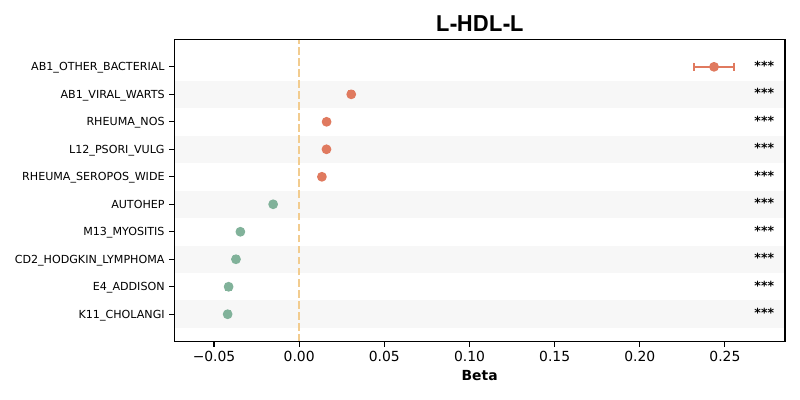 L-HDL-L
AB1_OTHER_BACTERIAL ***
AB1_VIRAL_WARTS ***
RHEUMA_NOS ***
L12_PSORI_VULG ***
RHEUMA_SEROPOS_WIDE ***
AUTOHEP ***
M13_MYOSITIS ***
CD2_HODGKIN_LYMPHOMA ***
E4_ADDISON ***
K11_CHOLANGI ***
−0.05 0.00 0.05 0.10 0.15 0.20 0.25
Beta